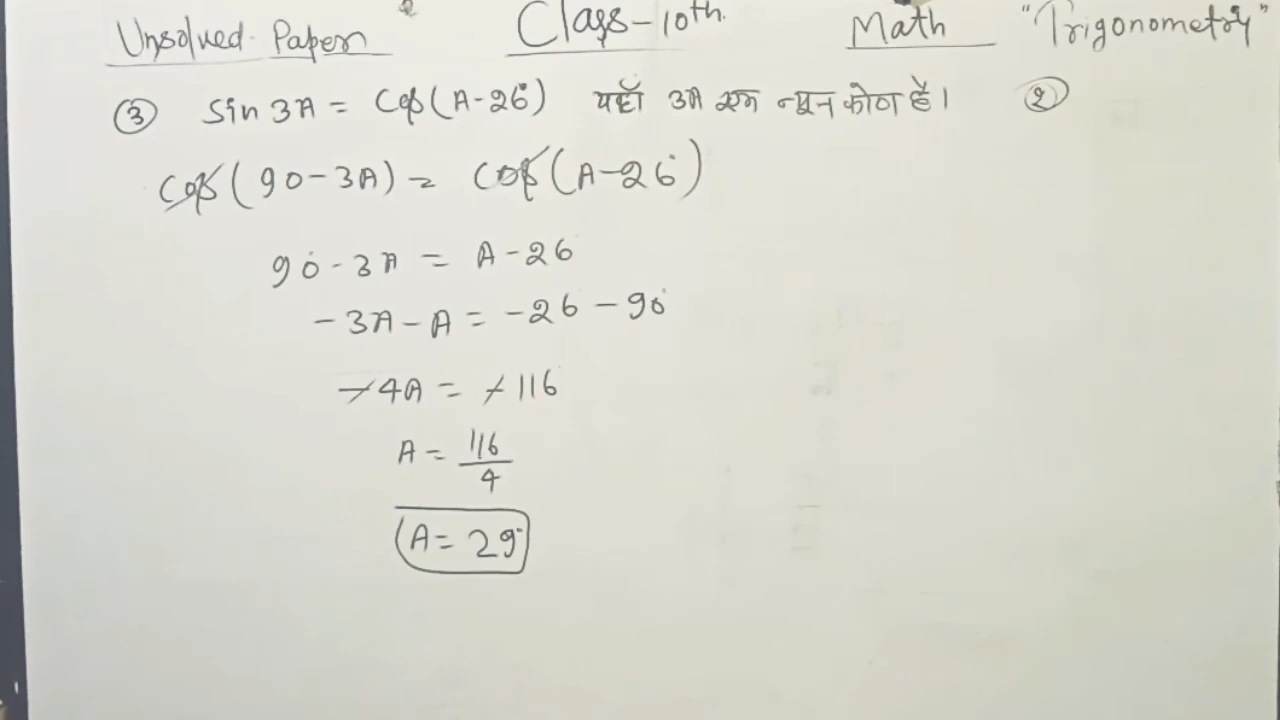 Unsolved Paper Class-10th. Math "Trigonometry"
③ Sin 3A = Cos(A-26°) यहाँ 3A एक न्यून कोण है। (2)
Cos(90-3A) = Cos(A-26°)
90°-3A = A-26
-3A-A = -26-90°
-4A = -116
A = 116/4
A = 29°